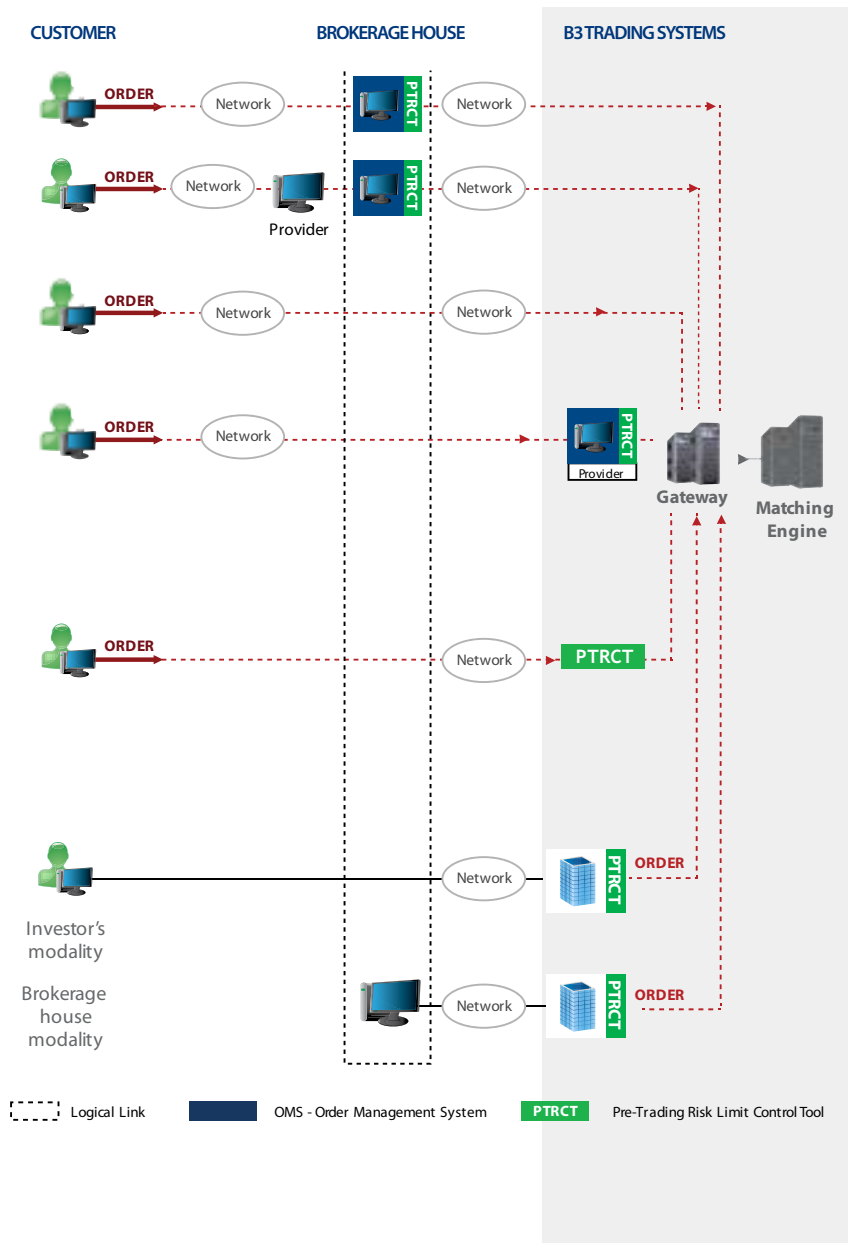 CUSTOMER
BROKERAGE HOUSE
B3 TRADING SYSTEMS
ORDER
Network
PTRCT
Network
ORDER
Network
Provider
PTRCT
Network
ORDER
Network
Network
ORDER
Network
PTRCT
Provider
Gateway
Matching
Engine
ORDER
Network
PTRCT
Network
PTRCT
ORDER
Investor's
modality
Brokerage
house
modality
Network
PTRCT
ORDER
Logical Link
OMS - Order Management System
PTRCT
Pre-Trading Risk Limit Control Tool